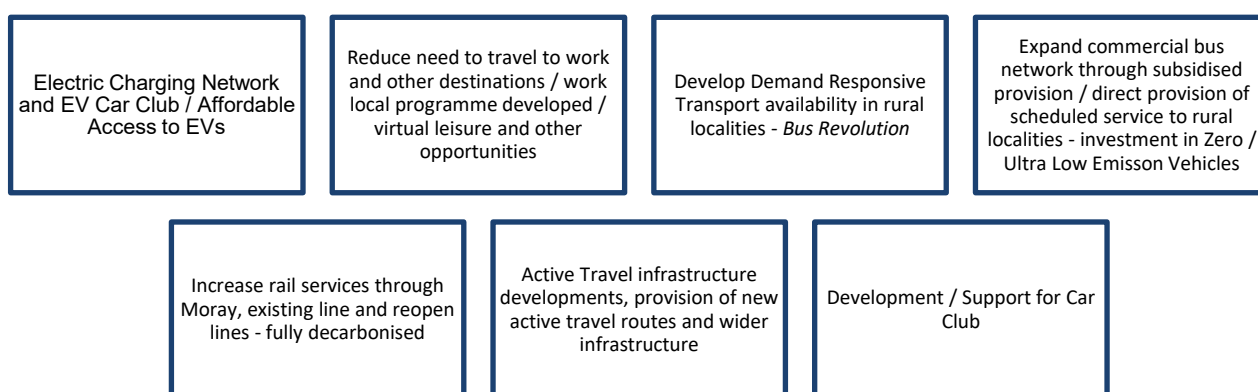 Electric Charging Network
and EV Car Club / Affordable
Access to EVs
Reduce need to travel to work
and other destinations / work
local programme developed /
virtual leisure and other
opportunities
Develop Demand Responsive
Transport availability in rural
localities - Bus Revolution
Expand commercial bus
network through subsidised
provision / direct provision of
scheduled service to rural
localities - investment in Zero /
Ultra Low Emisson Vehicles
Increase rail services through
Moray, existing line and reopen
lines - fully decarbonised
Active Travel infrastructure
developments, provision of new
active travel routes and wider
infrastructure
Development / Support for Car
Club